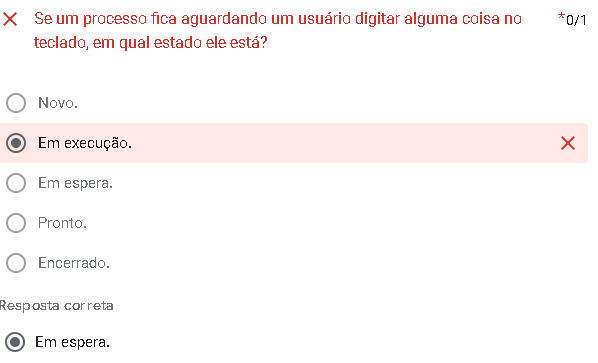 Se um processo fica aguardando um usuário digitar alguma coisa no
*0/1
teclado, em qual estado ele está?
Novo.
Em execução.
Em espera.
Pronto.
Encerrado.
Resposta correta
Em espera.